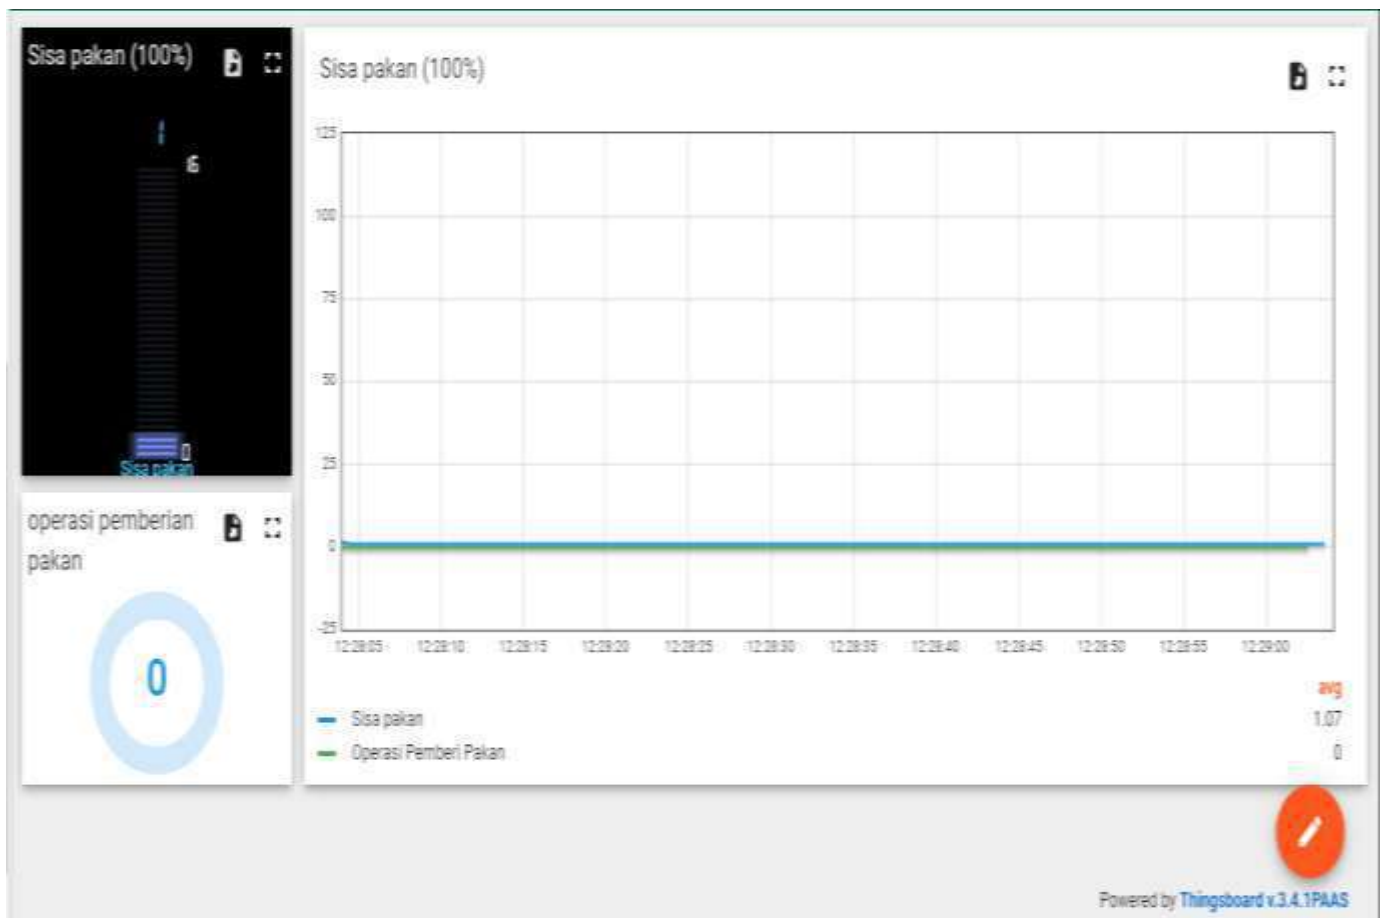 Sisa pakan (100%)
1
16
0
Sisa pakan
operasi pemberian
pakan
0
Sisa pakan (100%)
125
100
75
50
25
0
-25
12:28:05 12:28:10 12:28:15 12:28:20 12:28:25 12:28:30 12:28:35 12:28:40 12:28:45 12:28:50 12:28:55 12:29:00
avg
Sisa pakan 1.07
Operasi Pemberi Pakan 0
Powered by Thingsboard v.3.4.1PAAS